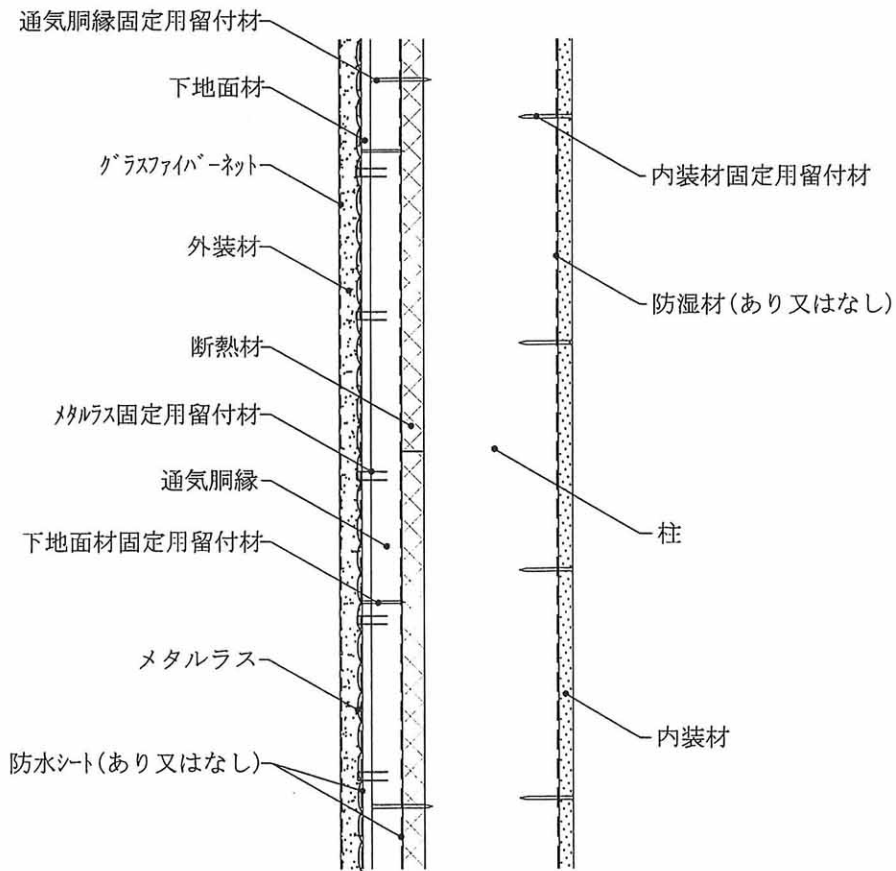 通気胴縁固定用留付材
下地面材
グラスファイバーネット
外装材
断熱材
メタルラス固定用留付材
通気胴縁
下地面材固定用留付材
メタルラス
防水シート(あり又はなし)
内装材固定用留付材
防湿材(あり又はなし)
柱
内装材